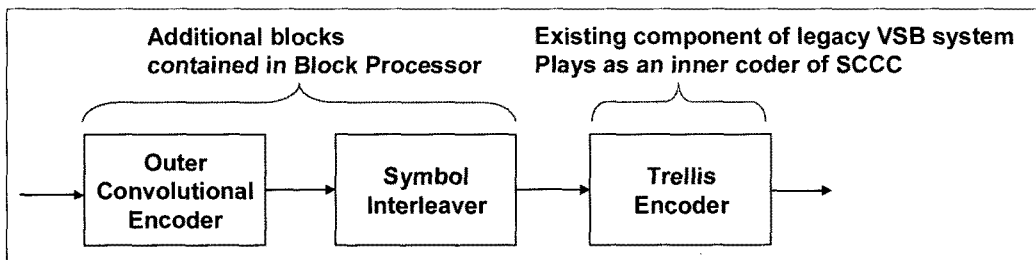 Additional blocks
contained in Block Processor
Existing component of legacy VSB system
Plays as an inner coder of SCCC
Outer
Convolutional
Encoder
Symbol
Interleaver
Trellis
Encoder